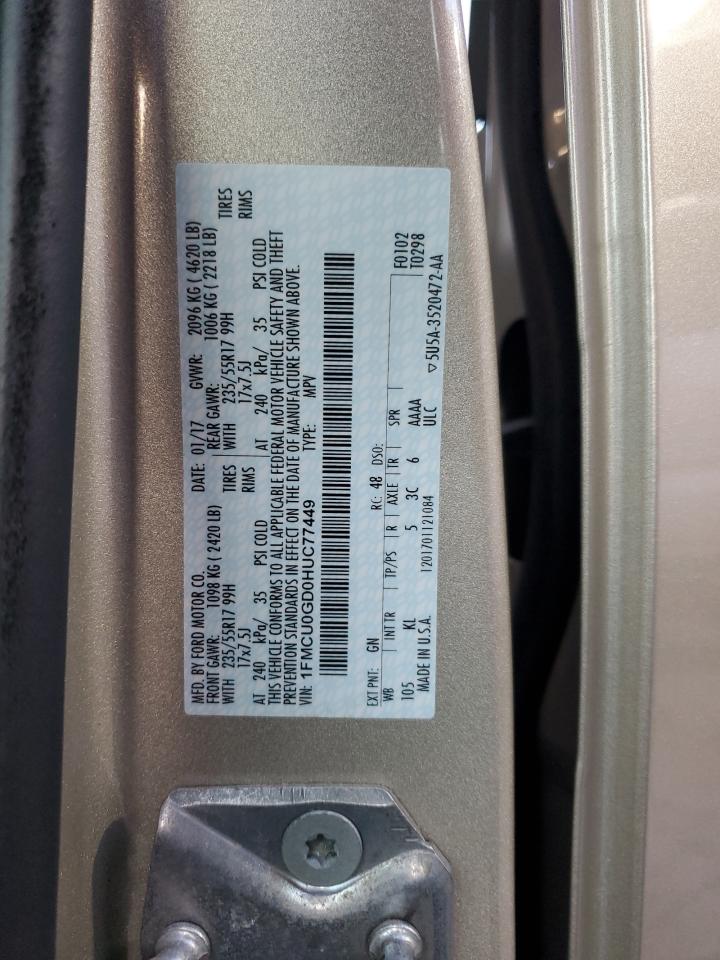 MFD. BY FORD MOTOR CO.
DATE: 01/17 GVWR: 2096 KG ( 4620 LB)
FRONT GAWR: 1098 KG ( 2420 LB) REAR GAWR: 1006 KG ( 2218 LB)
WITH 235/55R17 99H TIRES WITH 235/55R17 99H TIRES
17x7.5J RIMS 17x7.5J RIMS
AT 240 kPa/ 35 PSI COLD AT 240 kPa/ 35 PSI COLD
THIS VEHICLE CONFORMS TO ALL APPLICABLE FEDERAL MOTOR VEHICLE SAFETY AND THEFT
PREVENTION STANDARDS IN EFFECT ON THE DATE OF MANUFACTURE SHOWN ABOVE.
VIN: 1FMCU0GD0HUC77449 TYPE: MPV
EXT PNT: GN RC: 48 DSO: F0102
T0298
WB INT TR TP/PS R AXLE TR SPR
105 KL 5 3C 6 AAAA
MADE IN U.S.A. 1201701121084 ULC ▽5U5A-3520472-AA